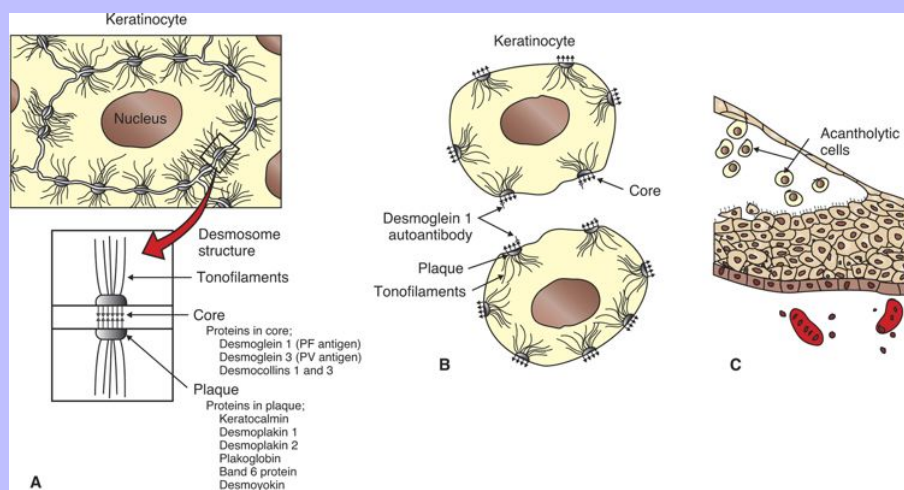 Keratinocyte
Nucleus
Desmosome
structure
Tonofilaments
Core
Proteins in core;
Desmoglein 1 (PF antigen)
Desmoglein 3 (PV antigen)
Desmocollins 1 and 3
Plaque
Proteins in plaque;
Keratocalmin
Desmoplakin 1
Desmoplakin 2
Plakoglobin
Band 6 protein
Desmoyokin
A
Keratinocyte
Core
Desmoglein 1
autoantibody
Plaque
Tonofilaments
B
Acantholytic
cells
C